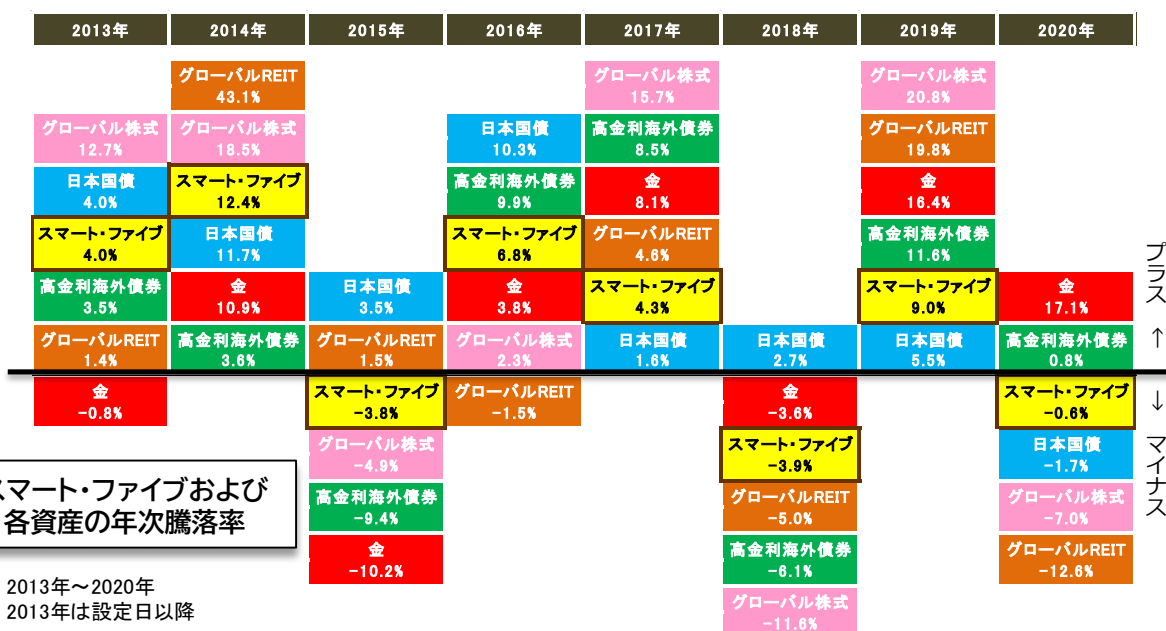 2013年 2014年 2015年 2016年 2017年 2018年 2019年 2020年
グローバル株式
12.7%
日本国債
4.0%
スマート・ファイブ
4.0%
高金利海外債券
3.5%
グローバルREIT
1.4%
金
-0.8%
グローバルREIT
43.1%
グローバル株式
18.5%
スマート・ファイブ
12.4%
日本国債
11.7%
金
10.9%
高金利海外債券
3.6%
日本国債
3.5%
グローバルREIT
1.5%
スマート・ファイブ
-3.8%
グローバル株式
-4.9%
高金利海外債券
-9.4%
金
-10.2%
日本国債
10.3%
高金利海外債券
9.9%
スマート・ファイブ
6.8%
金
3.8%
グローバル株式
2.3%
グローバルREIT
-1.5%
グローバル株式
15.7%
高金利海外債券
8.5%
金
8.1%
グローバルREIT
4.6%
スマート・ファイブ
4.3%
日本国債
1.6%
日本国債
2.7%
金
-3.6%
スマート・ファイブ
-3.9%
グローバルREIT
-5.0%
高金利海外債券
-6.1%
グローバル株式
-11.6%
グローバル株式
20.8%
グローバルREIT
19.8%
金
16.4%
高金利海外債券
11.6%
スマート・ファイブ
9.0%
日本国債
5.5%
金
17.1%
高金利海外債券
0.8%
スマート・ファイブ
-0.6%
日本国債
-1.7%
グローバル株式
-7.0%
グローバルREIT
-12.6%
プラス ↑
↓ マイナス
スマート・ファイブおよび
各資産の年次騰落率
2013年～2020年
2013年は設定日以降